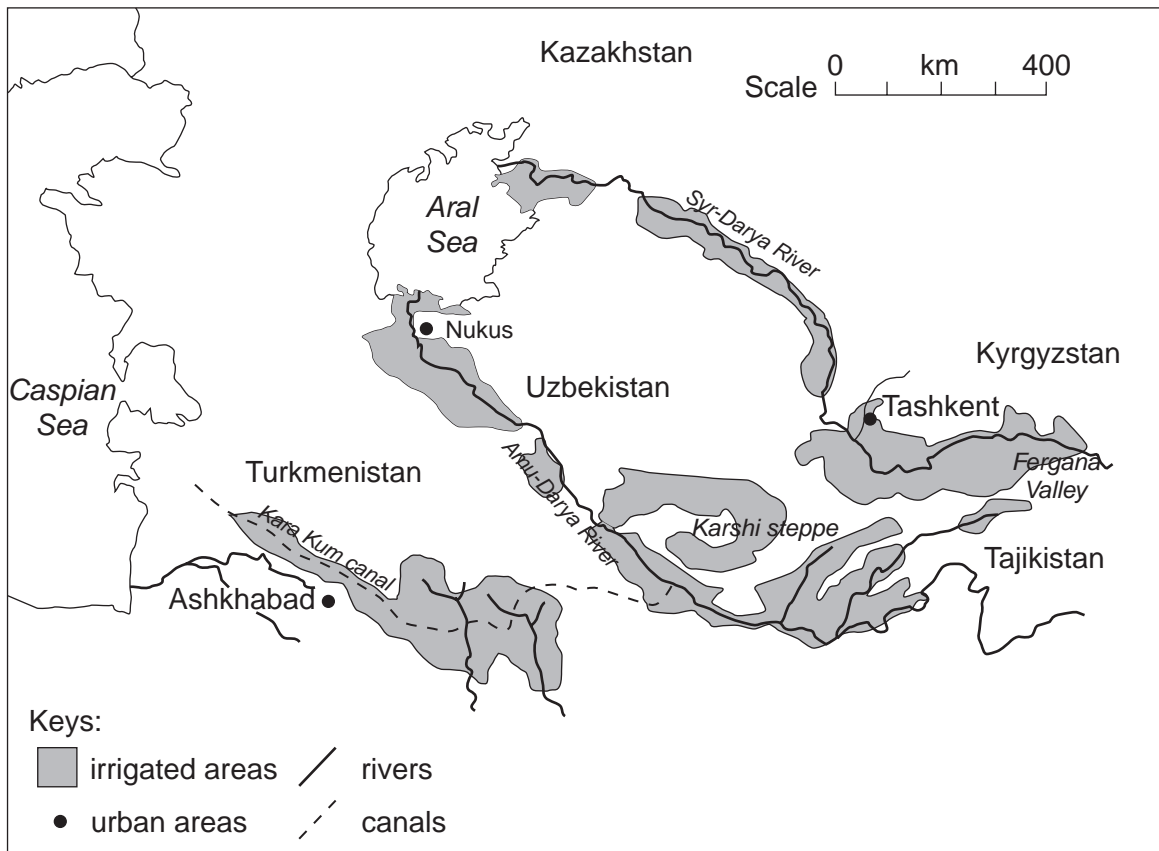 Kazakhstan
0 km 400
Scale
Aral
Sea
Syr-Darya River
Nukus
Kyrgyzstan
Caspian
Sea
Uzbekistan
Tashkent
Turkmenistan
Amu-Darya River
Fergana
Valley
Kara Kum canal
Karshi steppe
Tajikistan
Ashkhabad
Keys:
irrigated areas
rivers
urban areas
canals